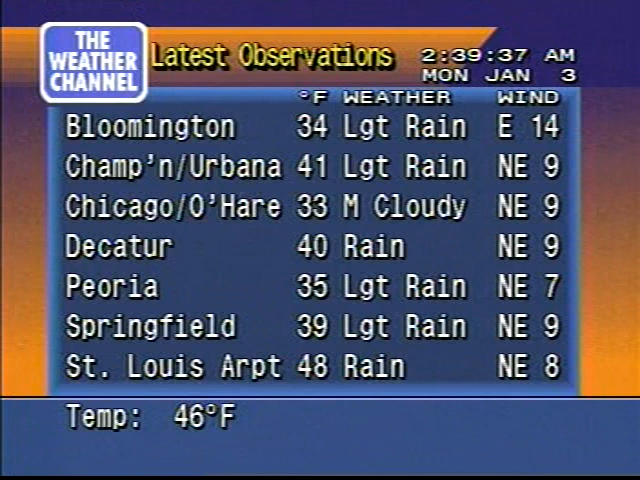 THE
WEATHER
CHANNEL
Latest Observations
2:39:37 AM
MON JAN 3
°F WEATHER WIND
Bloomington 34 Lgt Rain E 14
Champ'n/Urbana 41 Lgt Rain NE 9
Chicago/O'Hare 33 M Cloudy NE 9
Decatur 40 Rain NE 9
Peoria 35 Lgt Rain NE 7
Springfield 39 Lgt Rain NE 9
St. Louis Arpt 48 Rain NE 8
Temp: 46°F